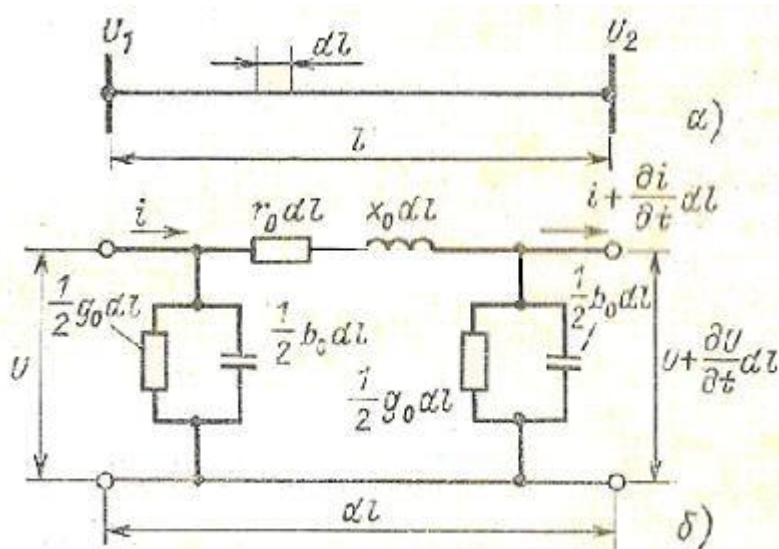 U₁ dl U₂
l
а)
i r₀dl x₀dl i + ∂i/∂t dl
1/2 g₀dl 1/2 b₀dl 1/2 g₀dl 1/2 b₀dl
U U + ∂U/∂t dl
dl
б)